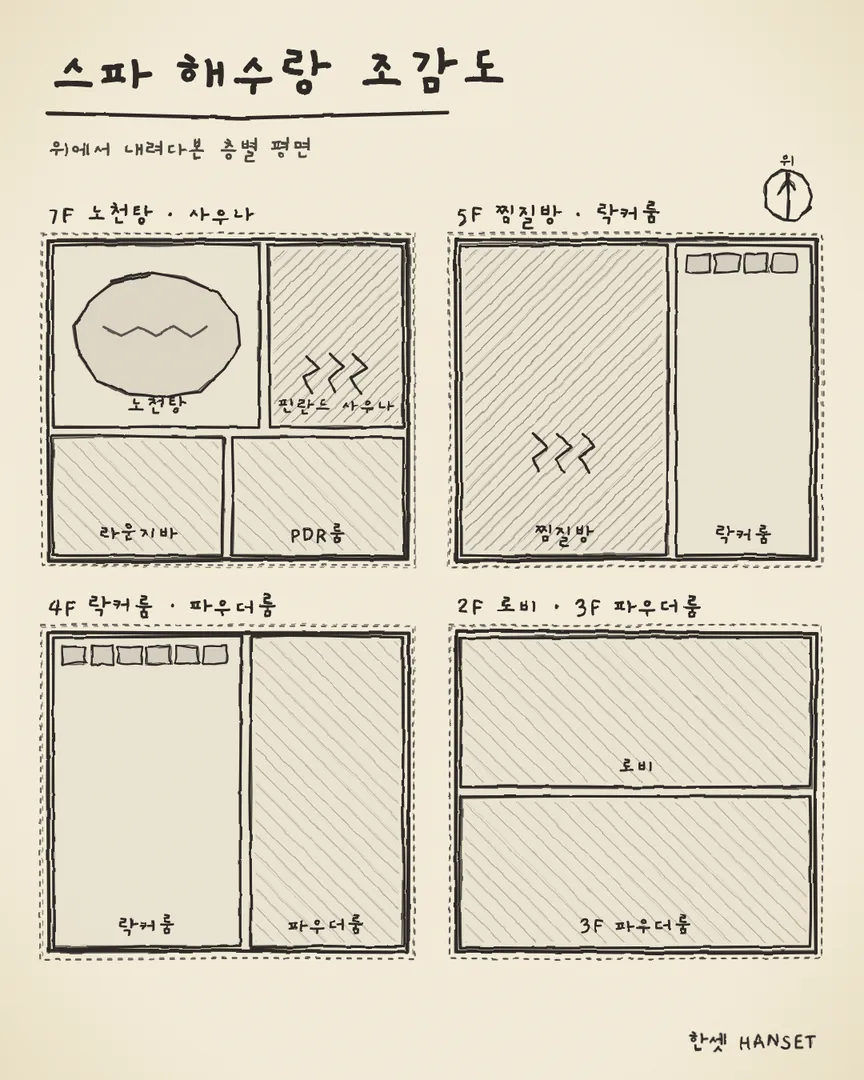 스파 해수랑 조감도
위에서 내려다본 층별 평면
위
7F 노천탕 · 사우나
노천탕
핀란드 사우나
라운지바
PDR룸
5F 찜질방 · 락커룸
찜질방
락커룸
4F 락커룸 · 파우더룸
락커룸
파우더룸
2F 로비 · 3F 파우더룸
로비
3F 파우더룸
한셋 HANSET